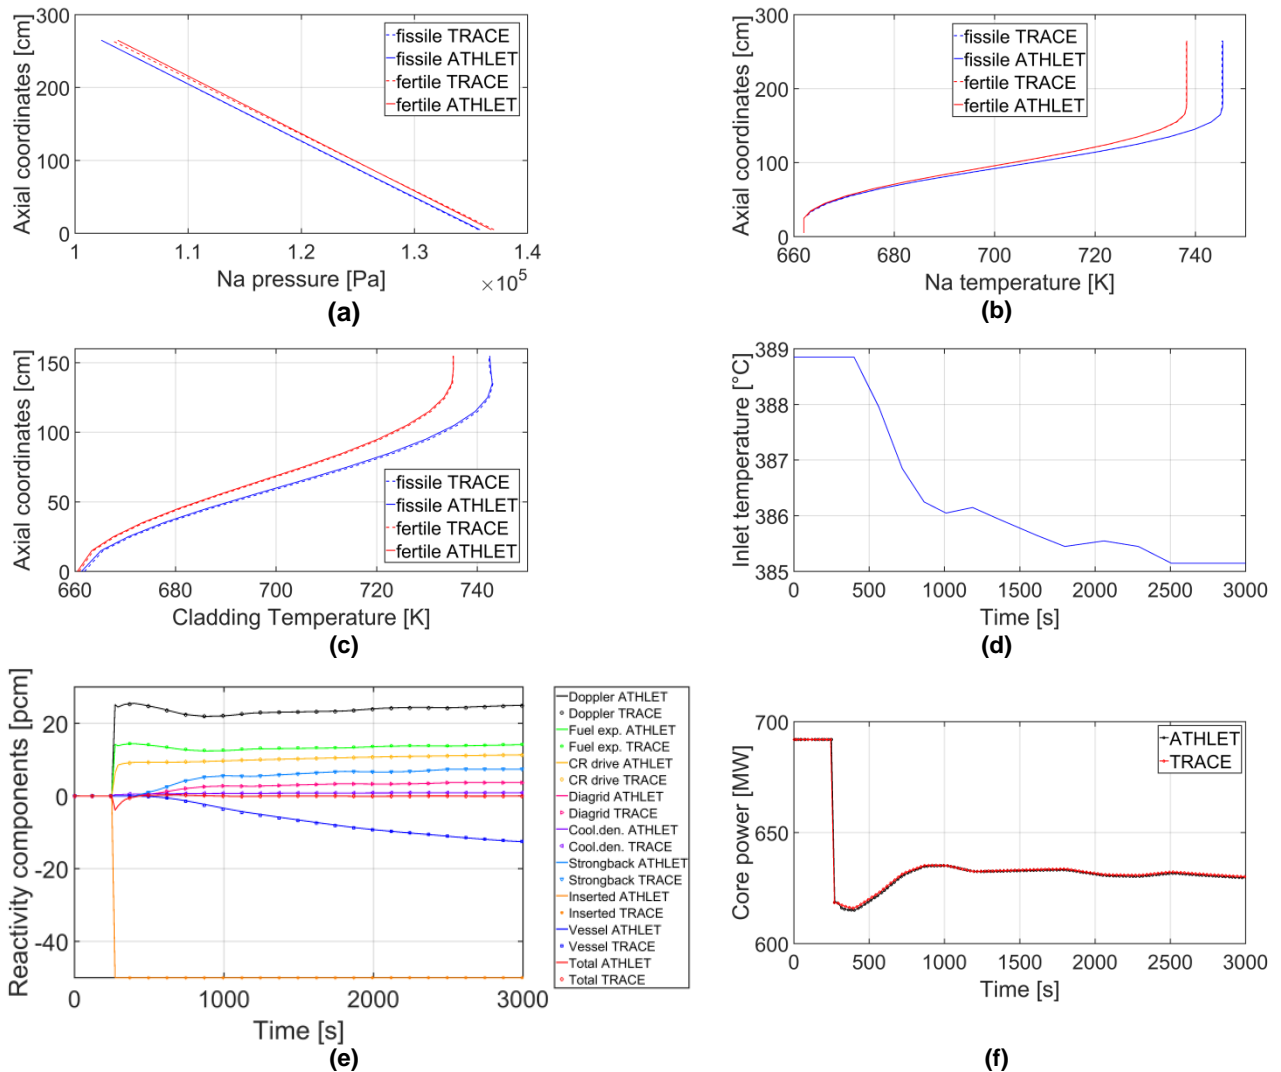 300
200
100
0
Axial coordinates [cm]
fissile TRACE
fissile ATHLET
fertile TRACE
fertile ATHLET
1 1.1 1.2 1.3 1.4
Na pressure [Pa]
×10^5
(a)
300
200
100
0
Axial coordinates [cm]
fissile TRACE
fissile ATHLET
fertile TRACE
fertile ATHLET
660 680 700 720 740
Na temperature [K]
(b)
150
100
50
0
Axial coordinates [cm]
fissile TRACE
fissile ATHLET
fertile TRACE
fertile ATHLET
660 680 700 720 740
Cladding Temperature [K]
(c)
389
388
387
386
385
Inlet temperature [°C]
0 500 1000 1500 2000 2500 3000
Time [s]
(d)
20
0
-20
-40
Reactivity components [pcm]
0 1000 2000 3000
Time [s]
Doppler ATHLET
Doppler TRACE
Fuel exp. ATHLET
Fuel exp. TRACE
CR drive ATHLET
CR drive TRACE
Diagrid ATHLET
Diagrid TRACE
Cool.den. ATHLET
Cool.den. TRACE
Strongback ATHLET
Strongback TRACE
Inserted ATHLET
Inserted TRACE
Vessel ATHLET
Vessel TRACE
Total ATHLET
Total TRACE
(e)
700
650
600
Core power [MW]
ATHLET
TRACE
0 500 1000 1500 2000 2500 3000
Time [s]
(f)